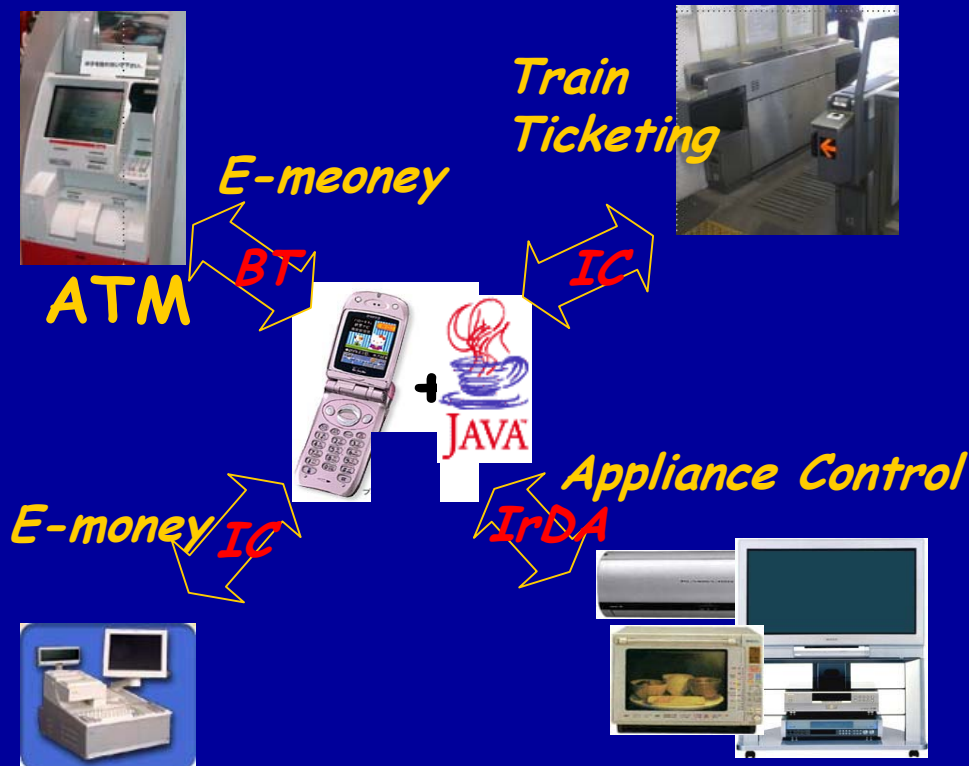 Train
Ticketing
E-meoney
BT
IC
ATM
+
JAVA
Appliance Control
E-money
IC
IrDA